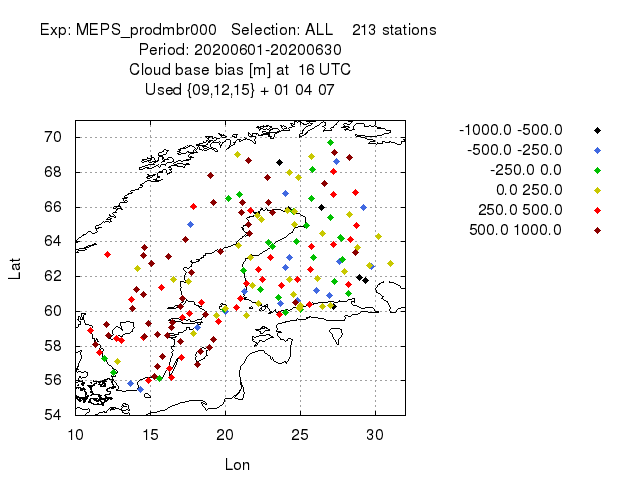 Exp: MEPS_prodmbr000   Selection: ALL    213 stations
Period: 20200601-20200630
Cloud base bias [m] at  16 UTC
Used {09,12,15} + 01 04 07
-1000.0 -500.0
-500.0 -250.0
-250.0 0.0
0.0 250.0
250.0 500.0
500.0 1000.0
Lat
70
68
66
64
62
60
58
56
54
10 15 20 25 30
Lon